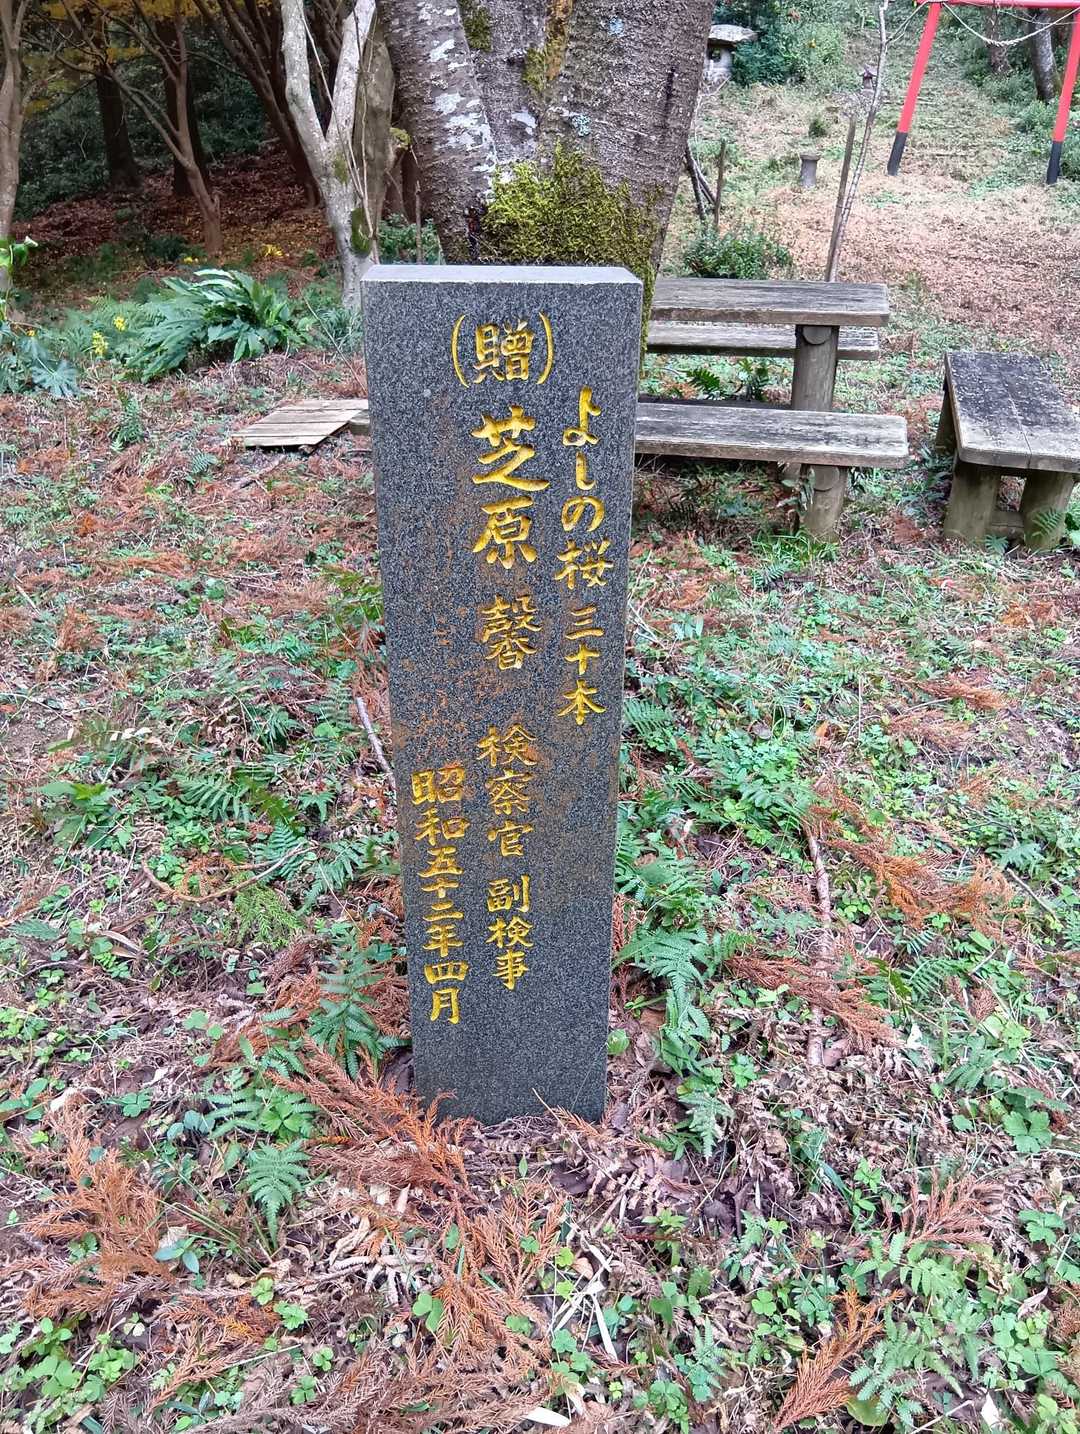 よしの桜 三十本
(贈) 芝原 馨 検察官 副検事
昭和五十二年四月